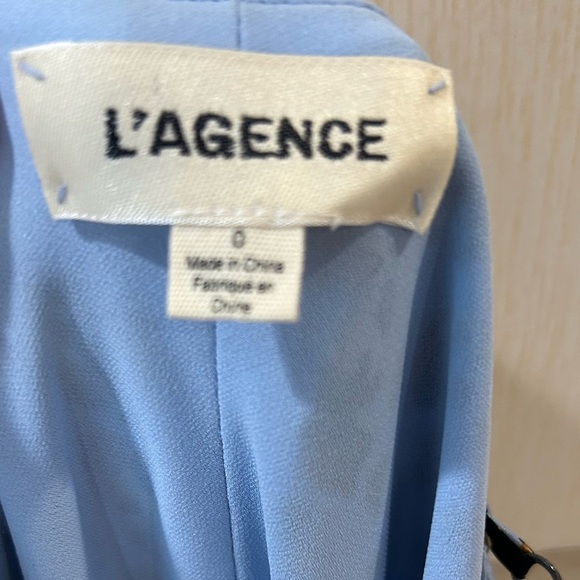 L'AGENCE
0
Made in China
Fabriqué en
Chine